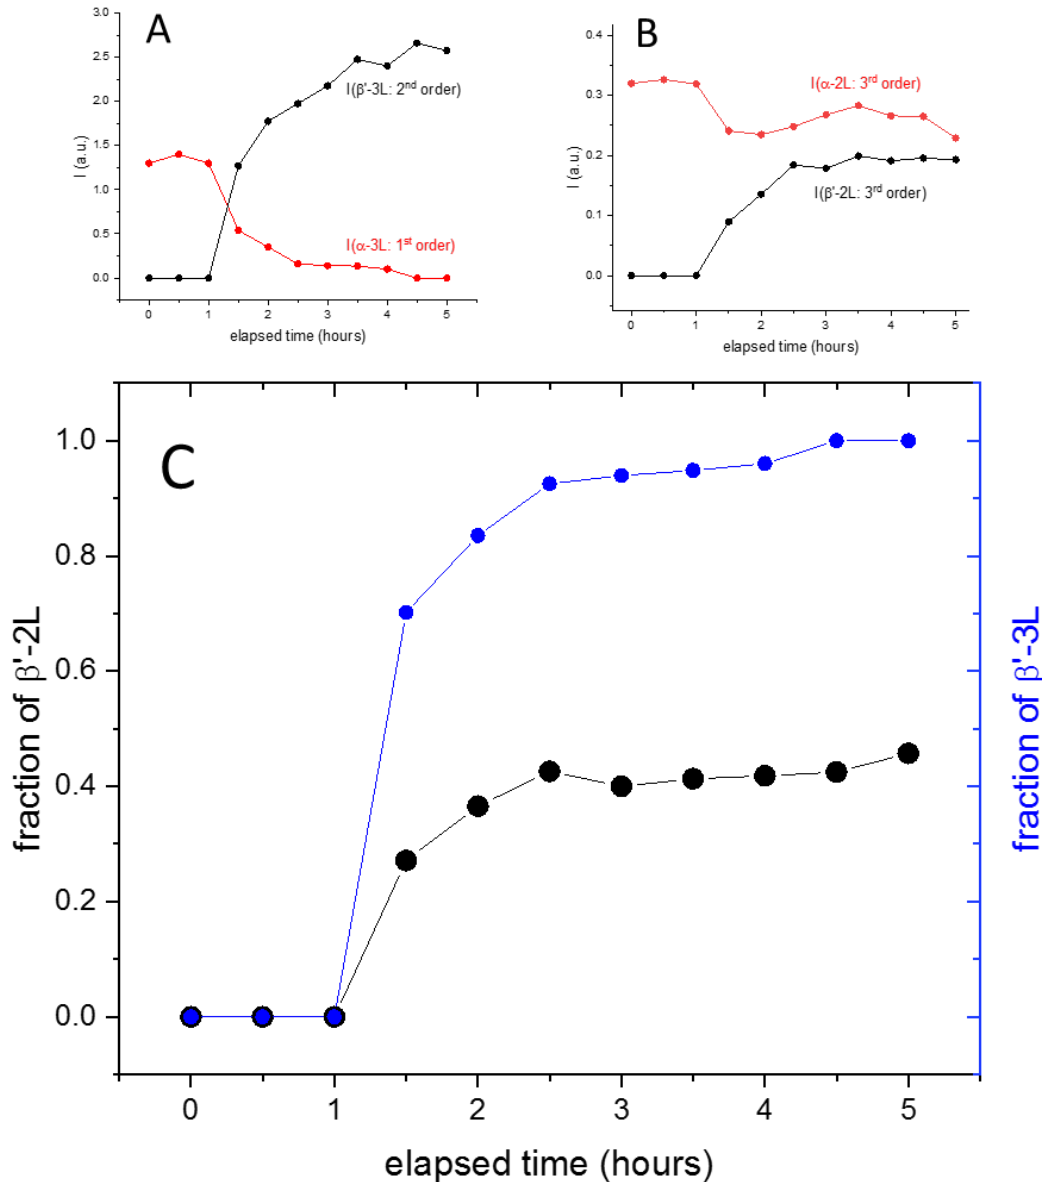 A
3.0
2.5
2.0
1.5
1.0
0.5
0.0
I (a.u.)
I(β'-3L: 2nd order)
I(α-3L: 1st order)
0 1 2 3 4 5
elapsed time (hours)
B
0.4
0.3
0.2
0.1
0.0
I (a.u.)
I(α-2L: 3rd order)
I(β'-2L: 3rd order)
0 1 2 3 4 5
elapsed time (hours)
C
1.0
0.8
0.6
0.4
0.2
0.0
fraction of β'-2L
fraction of β'-3L
0 1 2 3 4 5
elapsed time (hours)